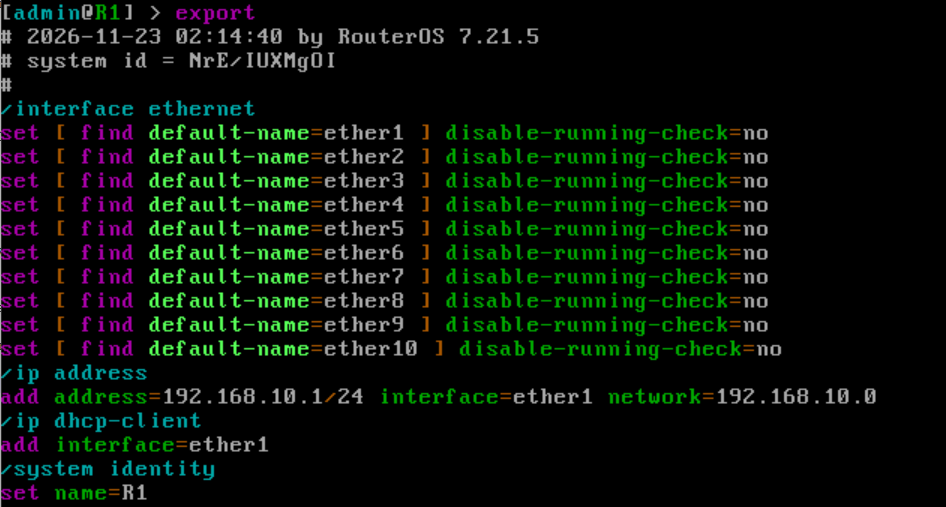 [admin@R1] > export
# 2026-11-23 02:14:40 by RouterOS 7.21.5
# system id = NrE/IUXMgOI
#
/interface ethernet
set [ find default-name=ether1 ] disable-running-check=no
set [ find default-name=ether2 ] disable-running-check=no
set [ find default-name=ether3 ] disable-running-check=no
set [ find default-name=ether4 ] disable-running-check=no
set [ find default-name=ether5 ] disable-running-check=no
set [ find default-name=ether6 ] disable-running-check=no
set [ find default-name=ether7 ] disable-running-check=no
set [ find default-name=ether8 ] disable-running-check=no
set [ find default-name=ether9 ] disable-running-check=no
set [ find default-name=ether10 ] disable-running-check=no
/ip address
add address=192.168.10.1/24 interface=ether1 network=192.168.10.0
/ip dhcp-client
add interface=ether1
/system identity
set name=R1